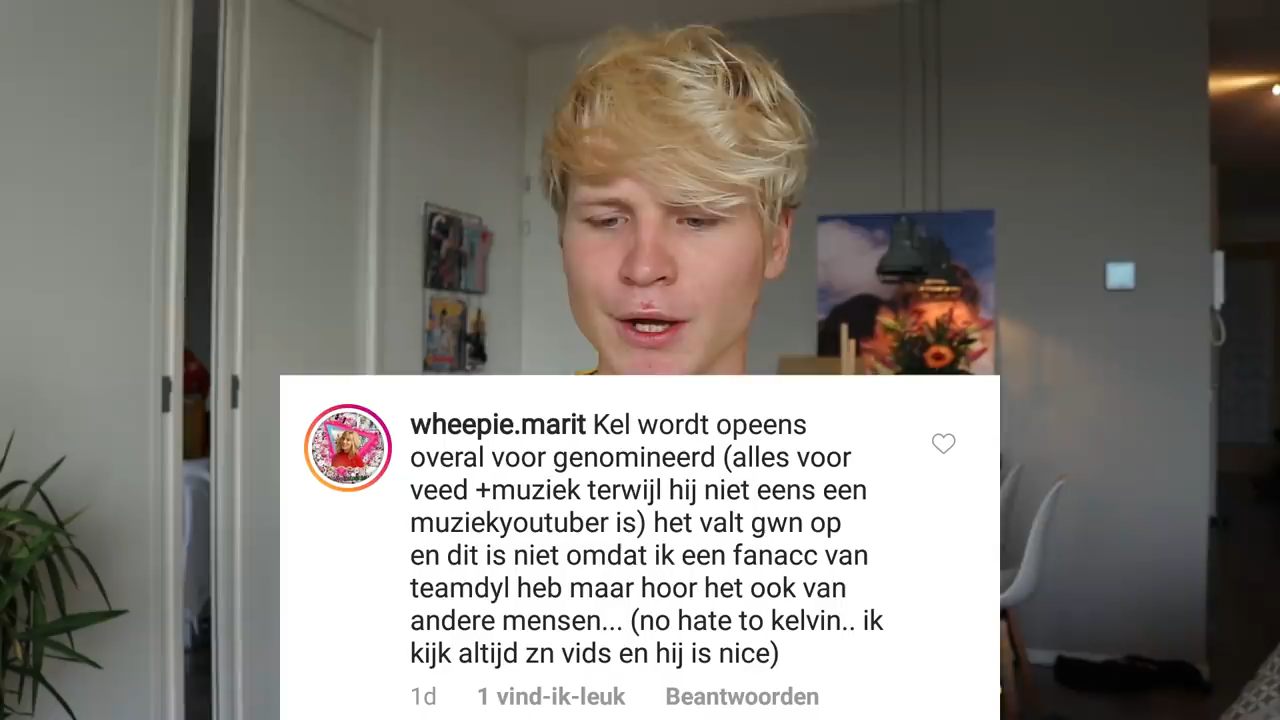 wheepie.marit Kel wordt opeens
overal voor genomineerd (alles voor
veed +muziek terwijl hij niet eens een
muziekyoutuber is) het valt gwn op
en dit is niet omdat ik een fanacc van
teamdyl heb maar hoor het ook van
andere mensen... (no hate to kelvin.. ik
kijk altijd zn vids en hij is nice)
1d 1 vind-ik-leuk Beantwoorden